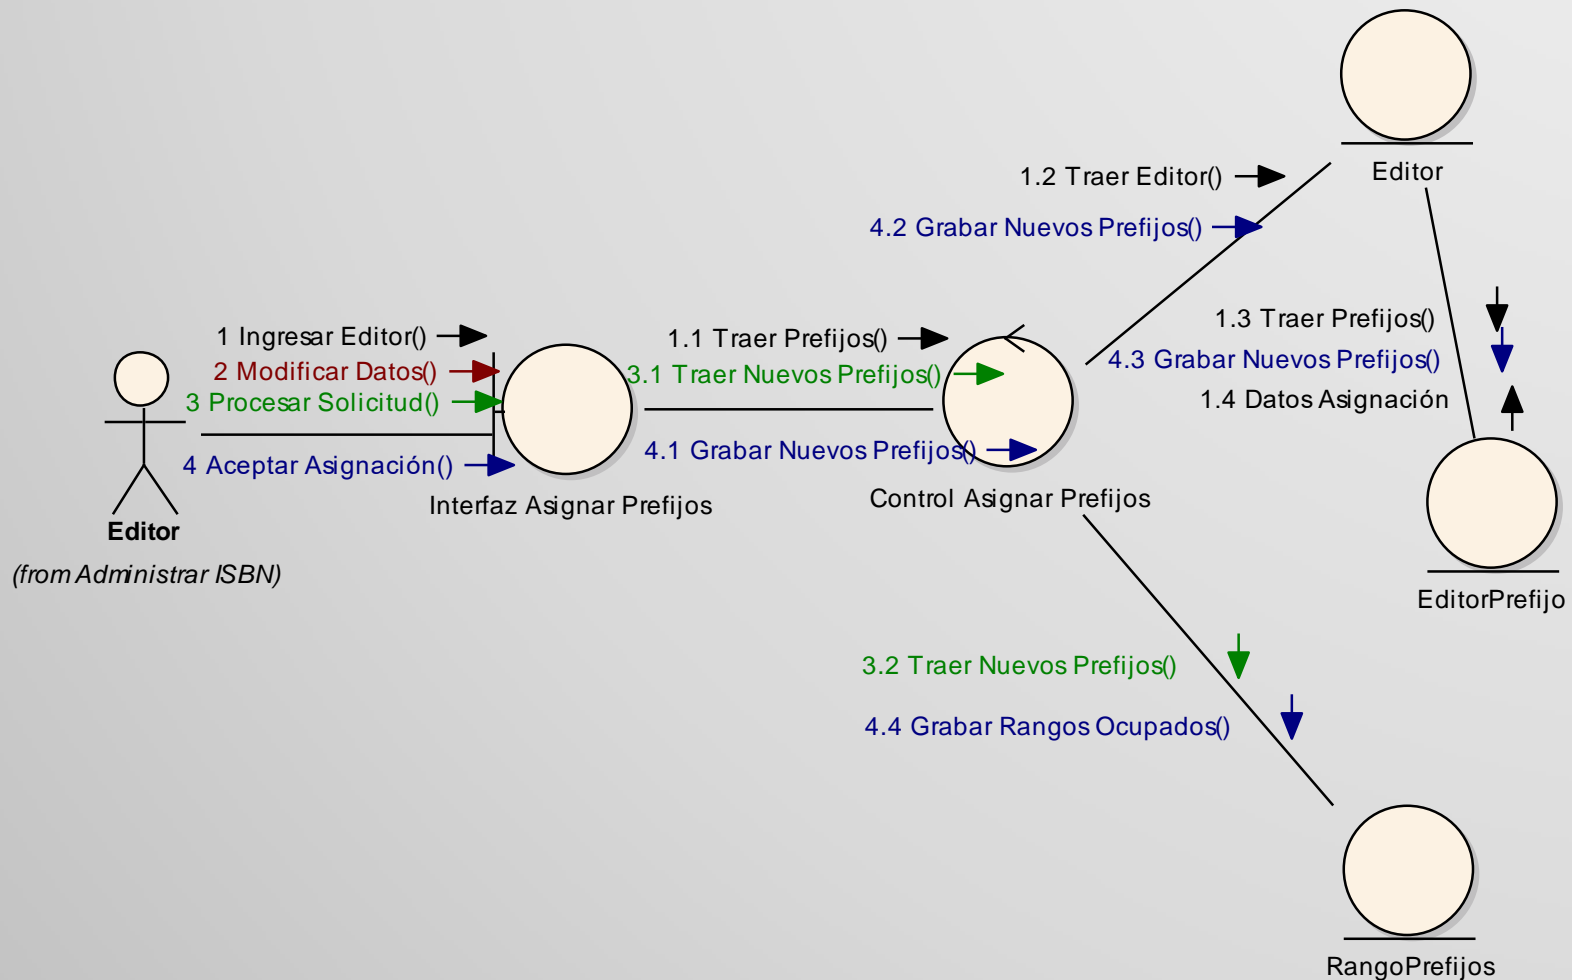 Editor
1.2 Traer Editor()
4.2 Grabar Nuevos Prefijos()
1 Ingresar Editor()
2 Modificar Datos()
3 Procesar Solicitud()
4 Aceptar Asignación()
1.1 Traer Prefijos()
3.1 Traer Nuevos Prefijos()
4.1 Grabar Nuevos Prefijos()
1.3 Traer Prefijos()
4.3 Grabar Nuevos Prefijos()
1.4 Datos Asignación
Interfaz Asignar Prefijos
Control Asignar Prefijos
Editor
(from Administrar ISBN)
EditorPrefijo
3.2 Traer Nuevos Prefijos()
4.4 Grabar Rangos Ocupados()
RangoPrefijos